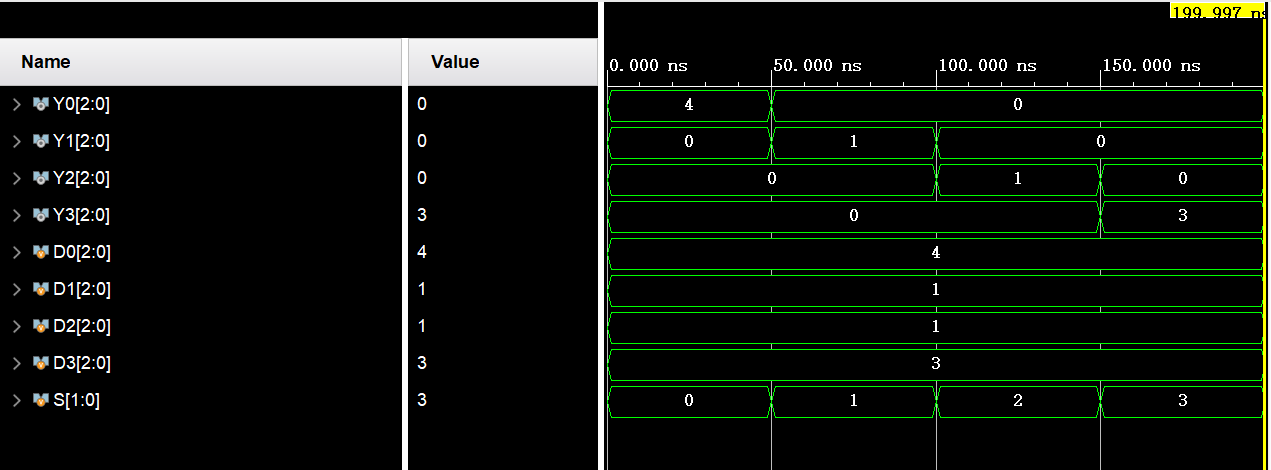 199.997 ns
Name Value
0.000 ns 50.000 ns 100.000 ns 150.000 ns
Y0[2:0] 0 4 0
Y1[2:0] 0 0 1 0
Y2[2:0] 0 0 1 0
Y3[2:0] 3 0 3
D0[2:0] 4 4
D1[2:0] 1 1
D2[2:0] 1 1
D3[2:0] 3 3
S[1:0] 3 0 1 2 3